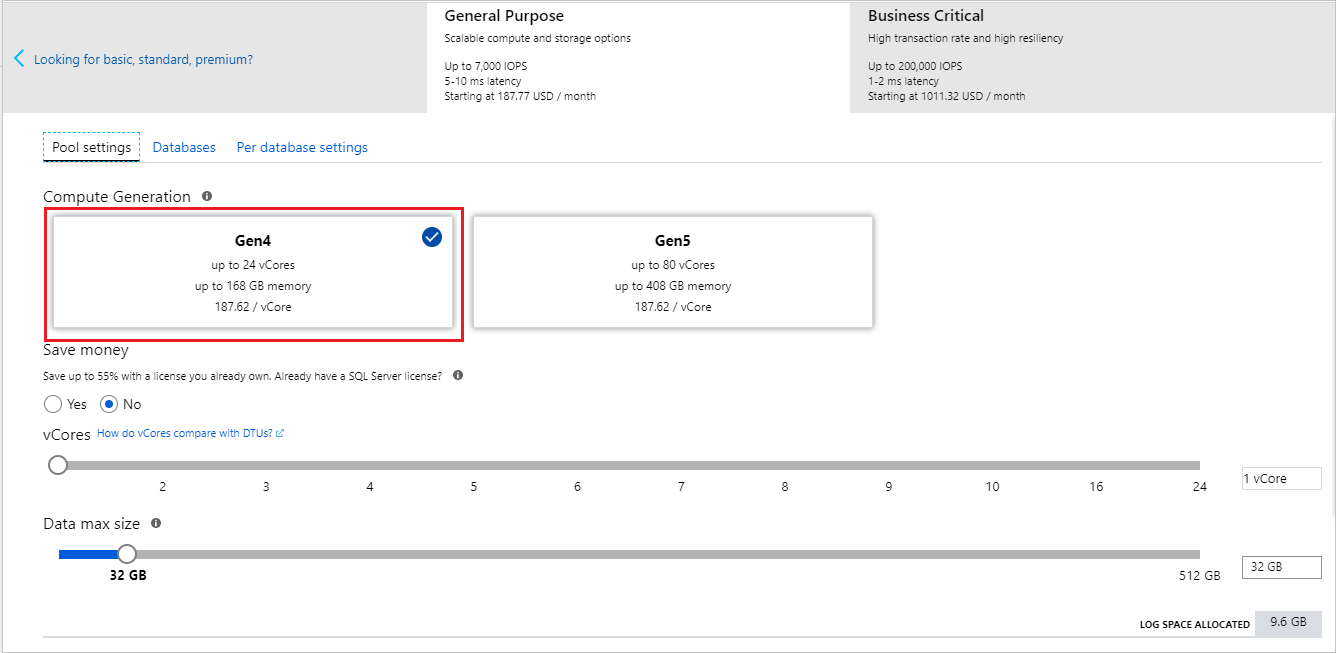 Looking for basic, standard, premium?
General Purpose
Scalable compute and storage options
Up to 7,000 IOPS
5-10 ms latency
Starting at 187.77 USD / month
Business Critical
High transaction rate and high resiliency
Up to 200,000 IOPS
1-2 ms latency
Starting at 1011.32 USD / month
Pool settings Databases Per database settings
Compute Generation
Gen4
up to 24 vCores
up to 168 GB memory
187.62 / vCore
Gen5
up to 80 vCores
up to 408 GB memory
187.62 / vCore
Save money
Save up to 55% with a license you already own. Already have a SQL Server license?
Yes No
vCores How do vCores compare with DTUs?
2 3 4 5 6 7 8 9 10 16 24
1 vCore
Data max size
32 GB
512 GB
32 GB
LOG SPACE ALLOCATED 9.6 GB